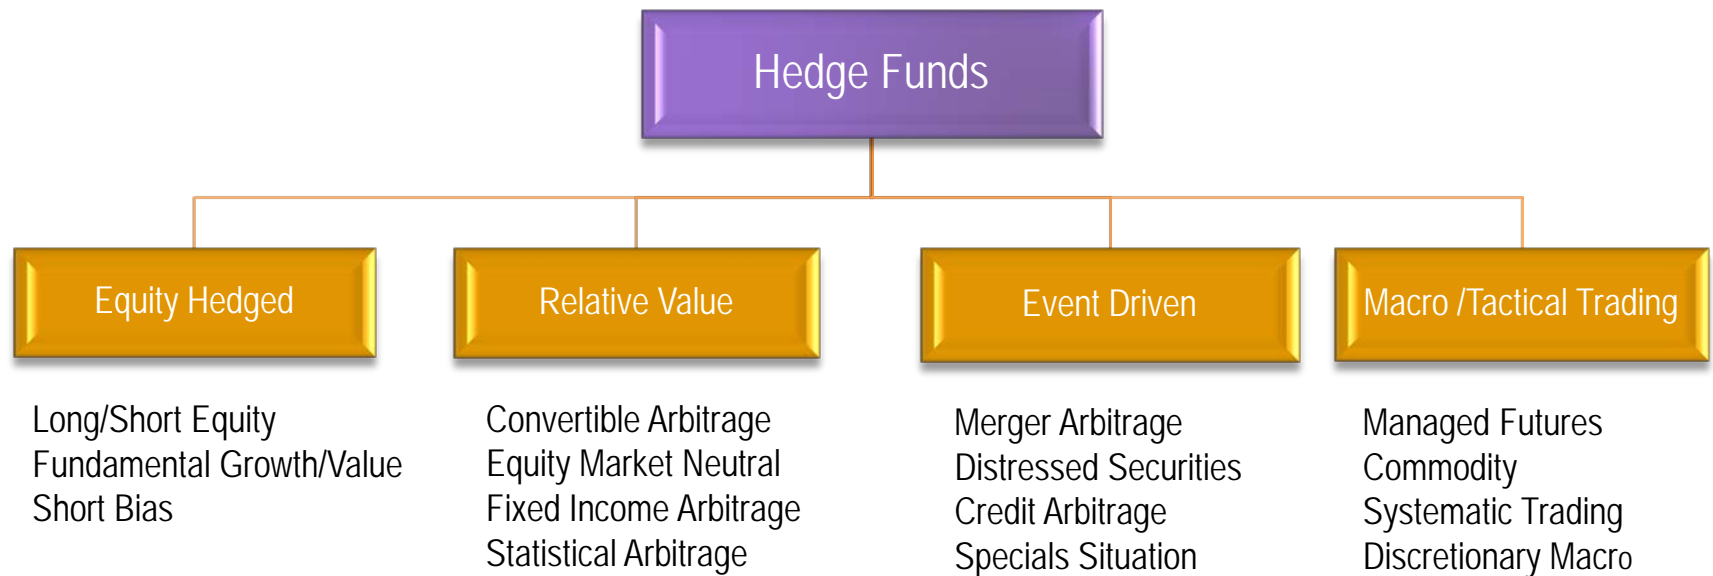 Hedge Funds
Equity Hedged
Relative Value
Event Driven
Macro /Tactical Trading
Long/Short Equity
Fundamental Growth/Value
Short Bias
Convertible Arbitrage
Equity Market Neutral
Fixed Income Arbitrage
Statistical Arbitrage
Merger Arbitrage
Distressed Securities
Credit Arbitrage
Specials Situation
Managed Futures
Commodity
Systematic Trading
Discretionary Macro